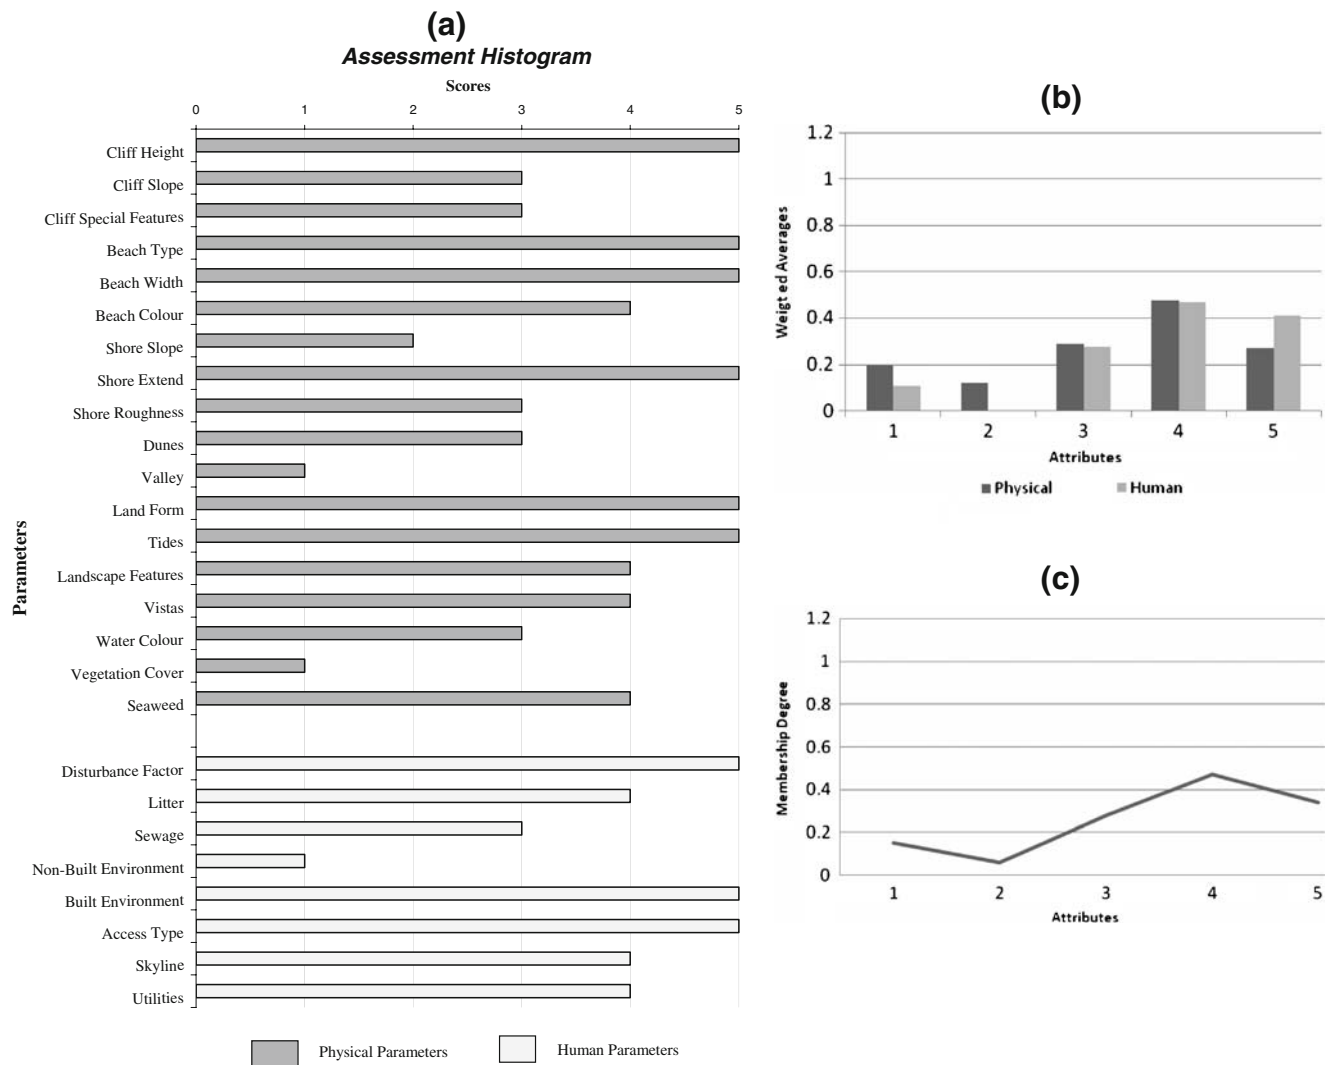 (a)
Assessment Histogram
Scores
0 1 2 3 4 5
Parameters
Cliff Height
Cliff Slope
Cliff Special Features
Beach Type
Beach Width
Beach Colour
Shore Slope
Shore Extend
Shore Roughness
Dunes
Valley
Land Form
Tides
Landscape Features
Vistas
Water Colour
Vegetation Cover
Seaweed
Disturbance Factor
Litter
Sewage
Non-Built Environment
Built Environment
Access Type
Skyline
Utilities
Physical Parameters Human Parameters
(b)
Weigt ed Averages
1.2
1
0.8
0.6
0.4
0.2
0
1 2 3 4 5
Attributes
Physical Human
(c)
Membership Degree
1.2
1
0.8
0.6
0.4
0.2
0
1 2 3 4 5
Attributes